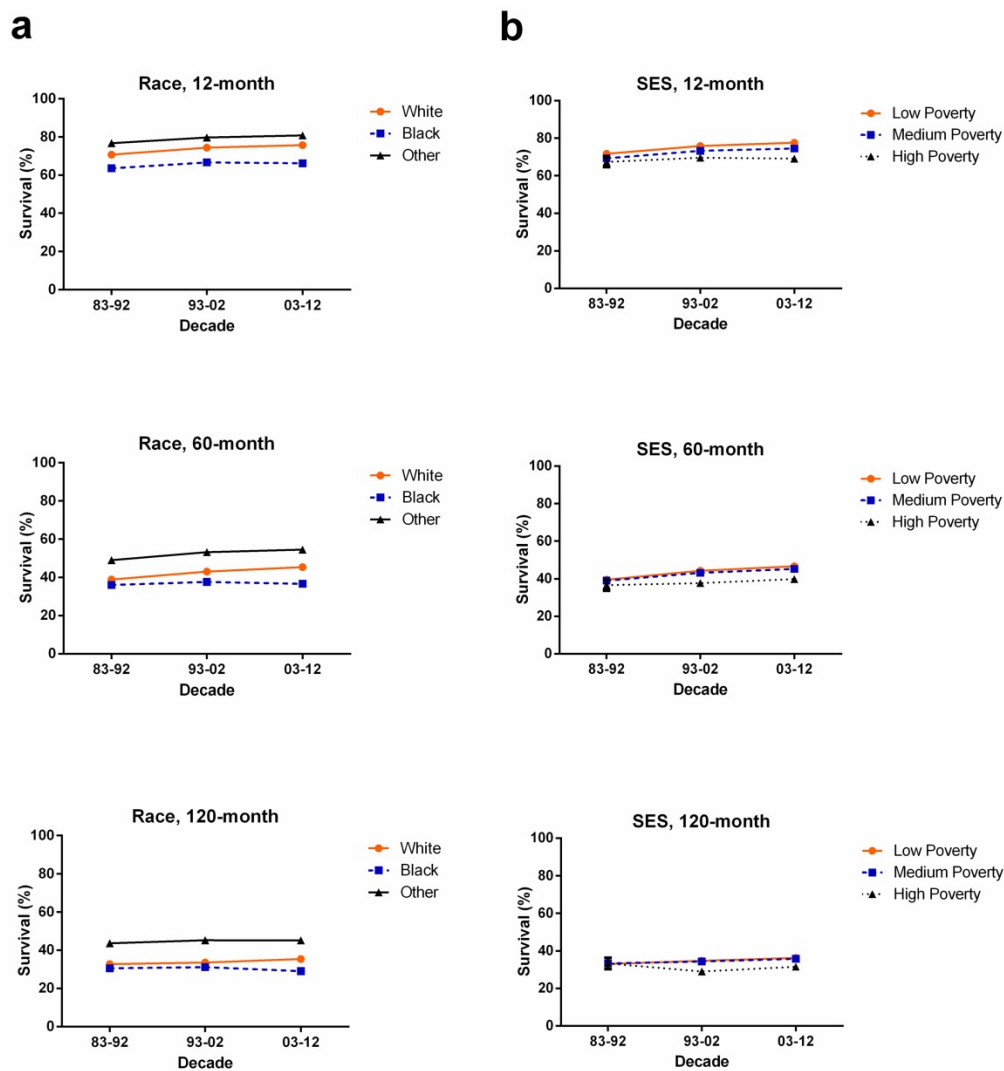 a
Race, 12-month
100
80
60
40
20
0
Survival (%)
83-92 93-02 03-12
Decade
White
Black
Other
Race, 60-month
100
80
60
40
20
0
Survival (%)
83-92 93-02 03-12
Decade
White
Black
Other
Race, 120-month
100
80
60
40
20
0
Survival (%)
83-92 93-02 03-12
Decade
White
Black
Other
b
SES, 12-month
100
80
60
40
20
0
Survival (%)
83-92 93-02 03-12
Decade
Low Poverty
Medium Poverty
High Poverty
SES, 60-month
100
80
60
40
20
0
Survival (%)
83-92 93-02 03-12
Decade
Low Poverty
Medium Poverty
High Poverty
SES, 120-month
100
80
60
40
20
0
Survival (%)
83-92 93-02 03-12
Decade
Low Poverty
Medium Poverty
High Poverty